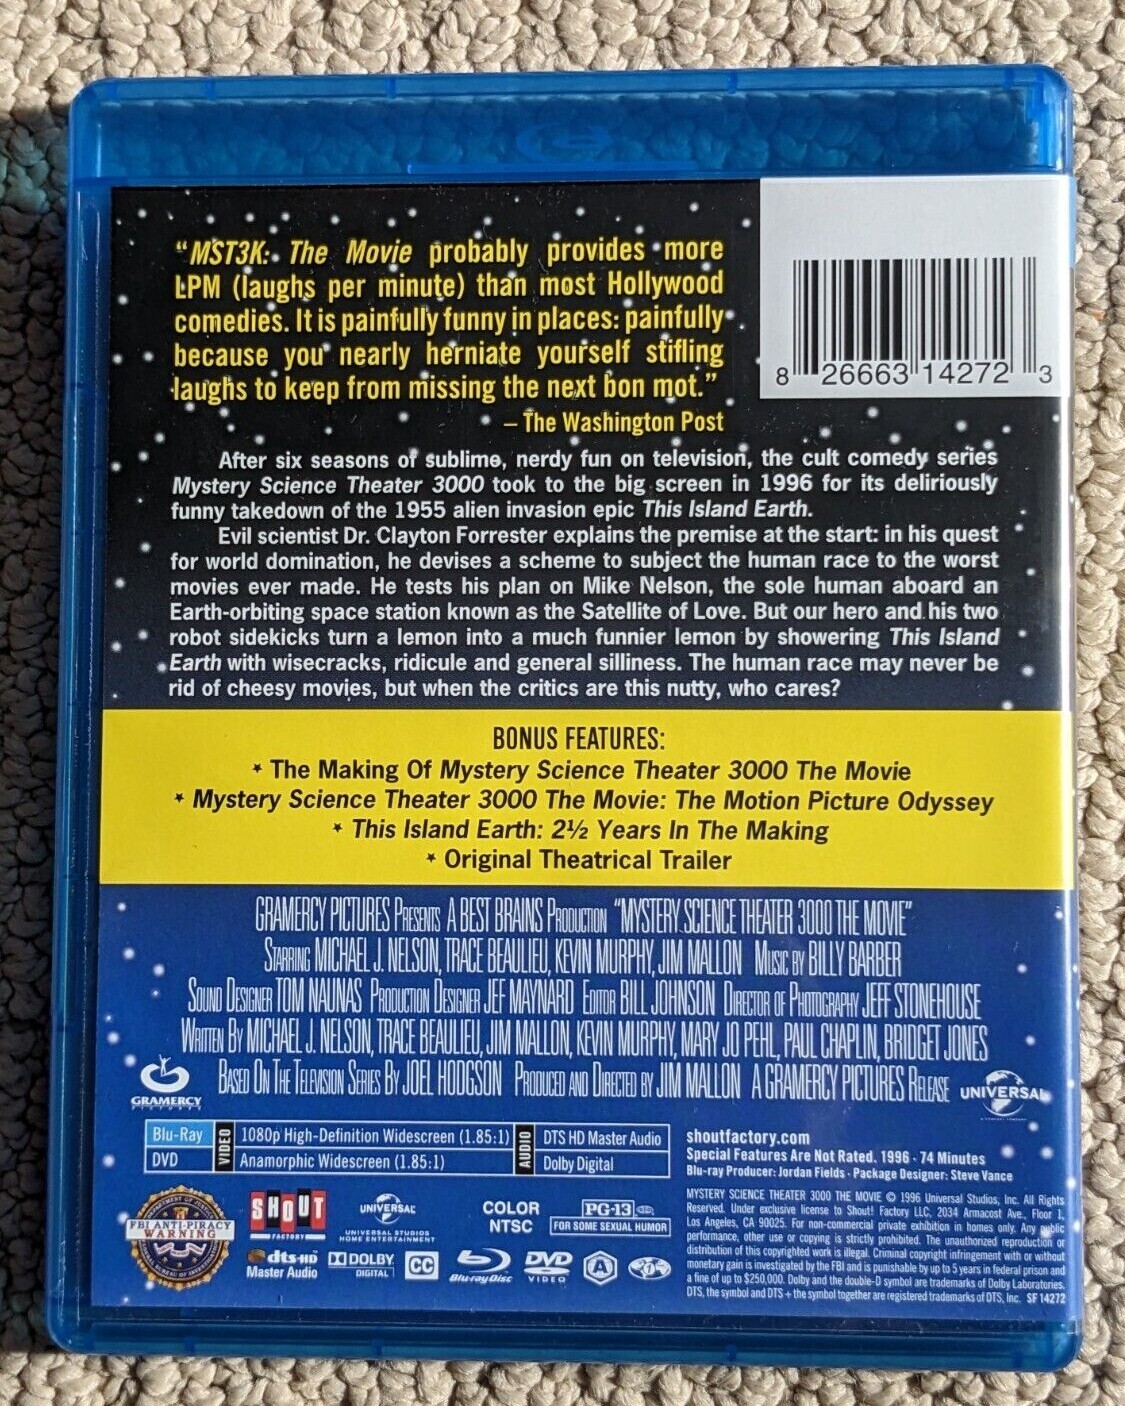 "MST3K: The Movie probably provides more
LPM (laughs per minute) than most Hollywood
comedies. It is painfully funny in places: painfully
because you nearly herniate yourself stifling
laughs to keep from missing the next bon mot."
– The Washington Post
8 26663 14272 3
After six seasons of sublime, nerdy fun on television, the cult comedy series
Mystery Science Theater 3000 took to the big screen in 1996 for its deliriously
funny takedown of the 1955 alien invasion epic This Island Earth.
Evil scientist Dr. Clayton Forrester explains the premise at the start: in his quest
for world domination, he devises a scheme to subject the human race to the worst
movies ever made. He tests his plan on Mike Nelson, the sole human aboard an
Earth-orbiting space station known as the Satellite of Love. But our hero and his two
robot sidekicks turn a lemon into a much funnier lemon by showering This Island
Earth with wisecracks, ridicule and general silliness. The human race may never be
rid of cheesy movies, but when the critics are this nutty, who cares?
BONUS FEATURES:
* The Making Of Mystery Science Theater 3000 The Movie
* Mystery Science Theater 3000 The Movie: The Motion Picture Odyssey
* This Island Earth: 2½ Years In The Making
* Original Theatrical Trailer
GRAMERCY PICTURES PRESENTS A BEST BRAINS PRODUCTION "MYSTERY SCIENCE THEATER 3000 THE MOVIE"
STARRING MICHAEL J. NELSON, TRACE BEAULIEU, KEVIN MURPHY, JIM MALLON MUSIC BY BILLY BARBER
SOUND DESIGNER TOM NAUNAS PRODUCTION DESIGNER JEF MAYNARD EDITOR BILL JOHNSON DIRECTOR OF PHOTOGRAPHY JEFF STONEHOUSE
WRITTEN BY MICHAEL J. NELSON, TRACE BEAULIEU, JIM MALLON, KEVIN MURPHY, MARY JO PEHL, PAUL CHAPLIN, BRIDGET JONES
BASED ON THE TELEVISION SERIES BY JOEL HODGSON PRODUCED AND DIRECTED BY JIM MALLON A GRAMERCY PICTURES RELEASE
GRAMERCY
PICTURES
UNIVERSAL
Blu-Ray
DVD
VIDEO
1080p High-Definition Widescreen (1.85:1)
Anamorphic Widescreen (1.85:1)
AUDIO
DTS HD Master Audio
Dolby Digital
shoutfactory.com
Special Features Are Not Rated. 1996 · 74 Minutes
Blu-ray Producer: Jordan Fields · Package Designer: Steve Vance
FBI ANTI-PIRACY
WARNING
SHOUT
FACTORY
UNIVERSAL
UNIVERSAL STUDIOS
HOME ENTERTAINMENT
COLOR
NTSC
PG-13
FOR SOME SEXUAL HUMOR
dts-HD
Master Audio
DOLBY
DIGITAL
CC
Blu-ray Disc
DVD
VIDEO
A
MYSTERY SCIENCE THEATER 3000 THE MOVIE © 1996 Universal Studios, Inc. All Rights
Reserved. Under exclusive license to Shout! Factory LLC, 2034 Armacost Ave., Floor 1,
Los Angeles, CA 90025. For non-commercial private exhibition in homes only. Any public
performance, other use or copying is strictly prohibited. The unauthorized reproduction or
distribution of this copyrighted work is illegal. Criminal copyright infringement with or without
monetary gain is investigated by the FBI and is punishable by up to 5 years in federal prison and
a fine of up to $250,000. Dolby and the double-D symbol are trademarks of Dolby Laboratories.
DTS, the symbol and DTS + the symbol together are registered trademarks of DTS, Inc. SF 14272